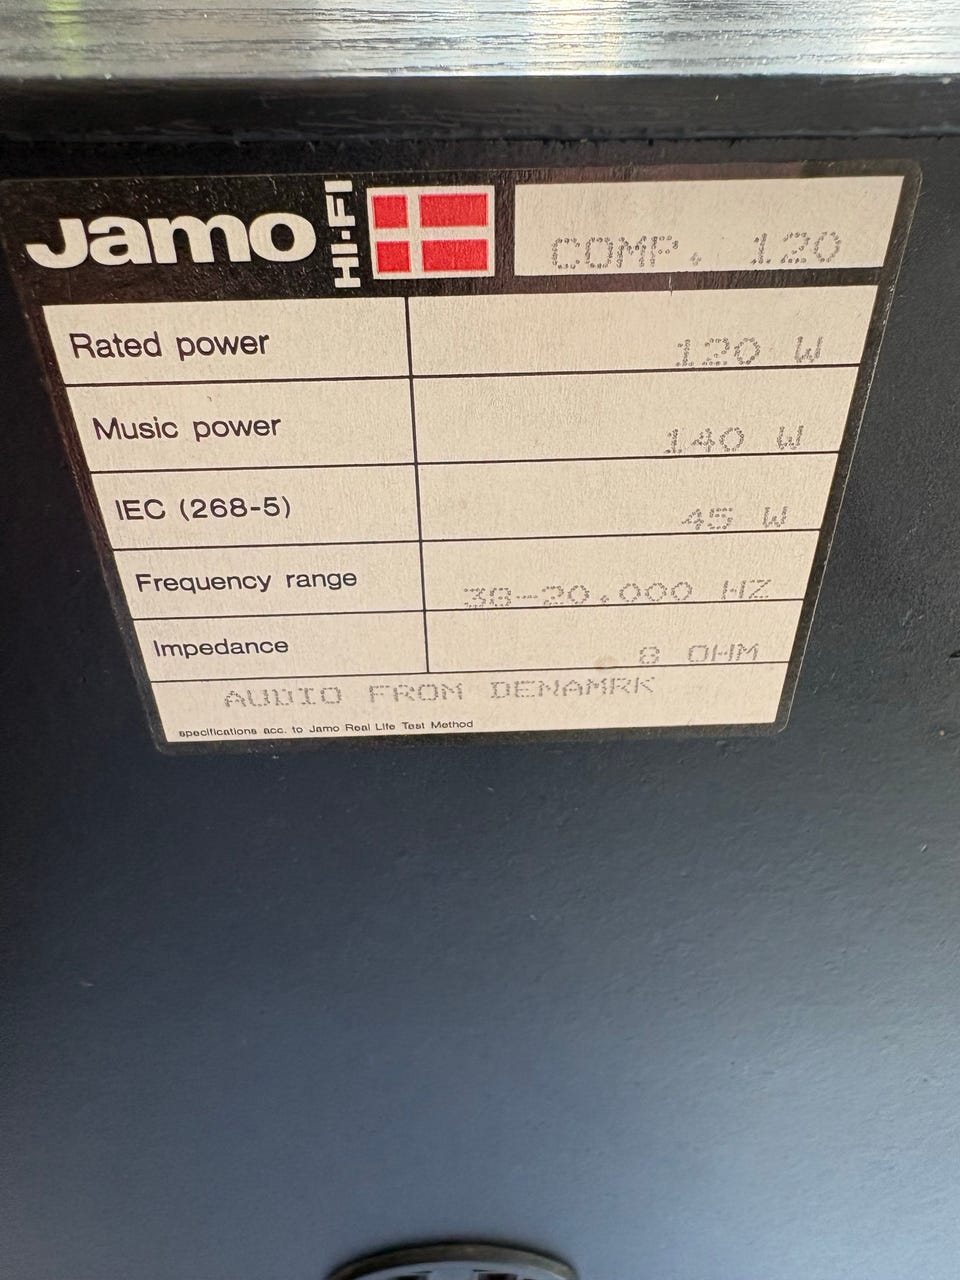 Jamo HI-FI COMP. 120
Rated power 120 W
Music power 140 W
IEC (268-5) 45 W
Frequency range 38-20.000 HZ
Impedance 8 OHM
AUDIO FROM DENAMRK
specifications acc. to Jamo Real Life Test Method